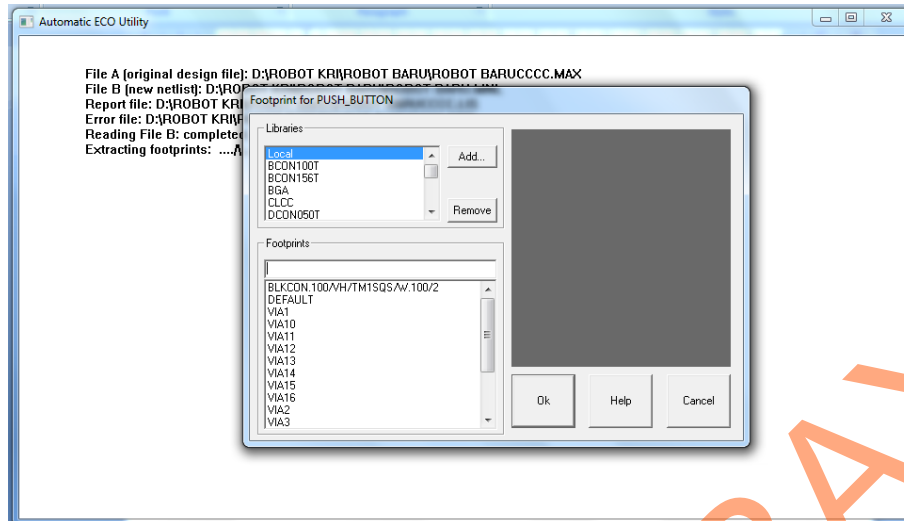 Automatic ECO Utility
File A (original design file): D:\ROBOT KRI\ROBOT BARU\ROBOT BARUCCCC.MAX
File B (new netlist): D:\
Report file: D:\ROBOT KRI
Error file: D:\ROBOT KRI\
Reading File B: completed
Extracting footprints: ....
Footprint for PUSH_BUTTON
Libraries
Local
BCON100T
BCON156T
BGA
CLCC
DCON050T
Add...
Remove
Footprints
BLKCON.100/VH/TM1SQS/W.100/2
DEFAULT
VIA1
VIA10
VIA11
VIA12
VIA13
VIA14
VIA15
VIA16
VIA2
VIA3
Ok
Help
Cancel